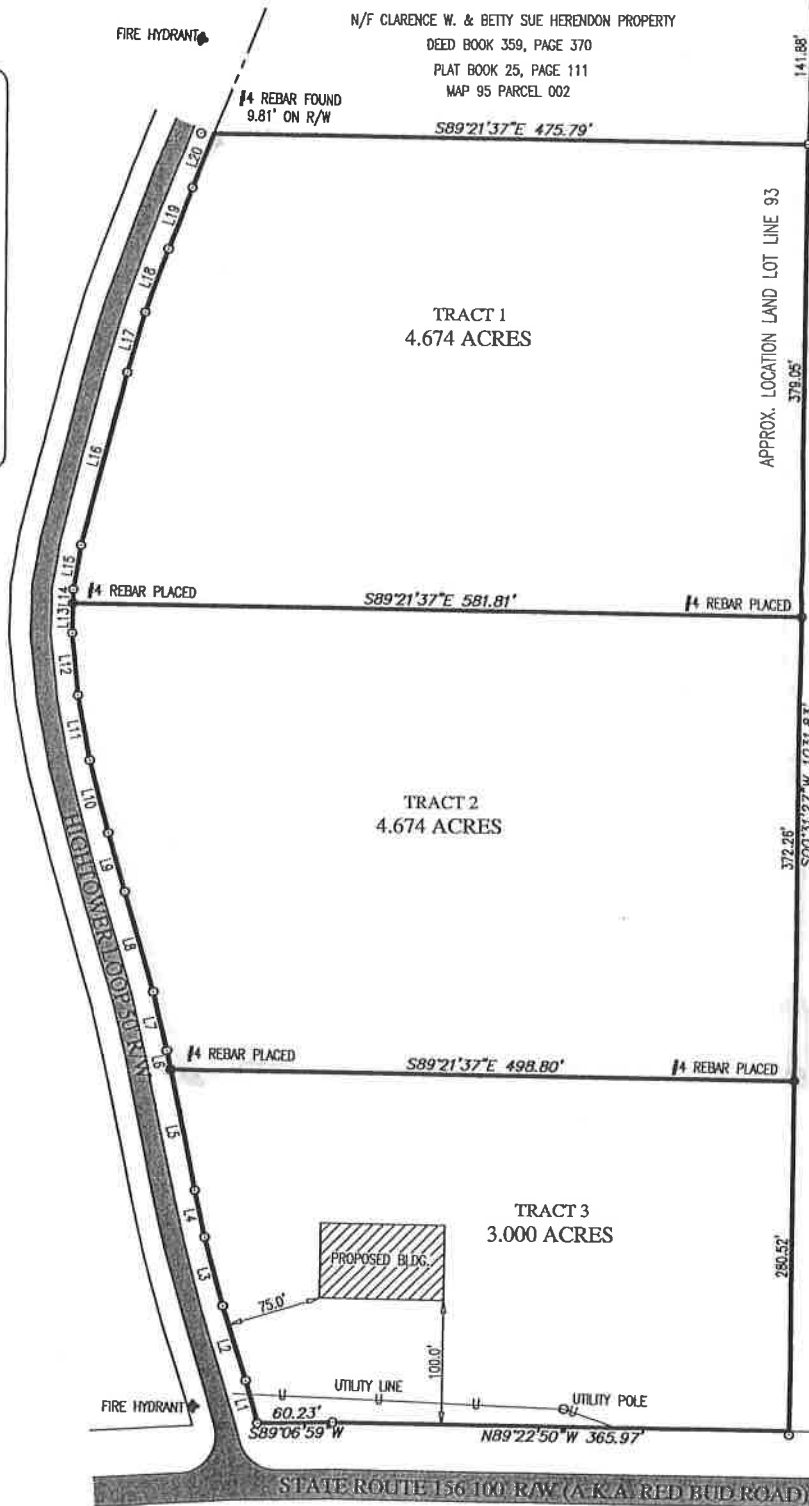 N/F CLARENCE W. & BETTY SUE HERENDON PROPERTY
DEED BOOK 359, PAGE 370
PLAT BOOK 25, PAGE 111
MAP 95 PARCEL 002
FIRE HYDRANT
141.88'
#4 REBAR FOUND
9.81' ON R/W
S89°21'37"E 475.79'
L20
L19
L18
L17
L16
L15
L14
L13
L12
L11
L10
L9
L8
L7
L6
L5
L4
L3
L2
L1
TRACT 1
4.674 ACRES
APPROX. LOCATION LAND LOT LINE 93
379.05'
#4 REBAR PLACED
S89°21'37"E 581.81'
#4 REBAR PLACED
TRACT 2
4.674 ACRES
372.26'
S00°31'27"W 1031.83'
HIGHTOWER LOOP 50' R/W
#4 REBAR PLACED
S89°21'37"E 498.80'
#4 REBAR PLACED
TRACT 3
3.000 ACRES
280.52'
PROPOSED BLDG.
75.0'
100.0'
UTILITY LINE
U
U
U
U
UTILITY POLE
FIRE HYDRANT
60.23'
S89°06'59"W
N89°22'50"W 365.97'
STATE ROUTE 156 100' R/W (A.K.A. RED BUD ROAD)